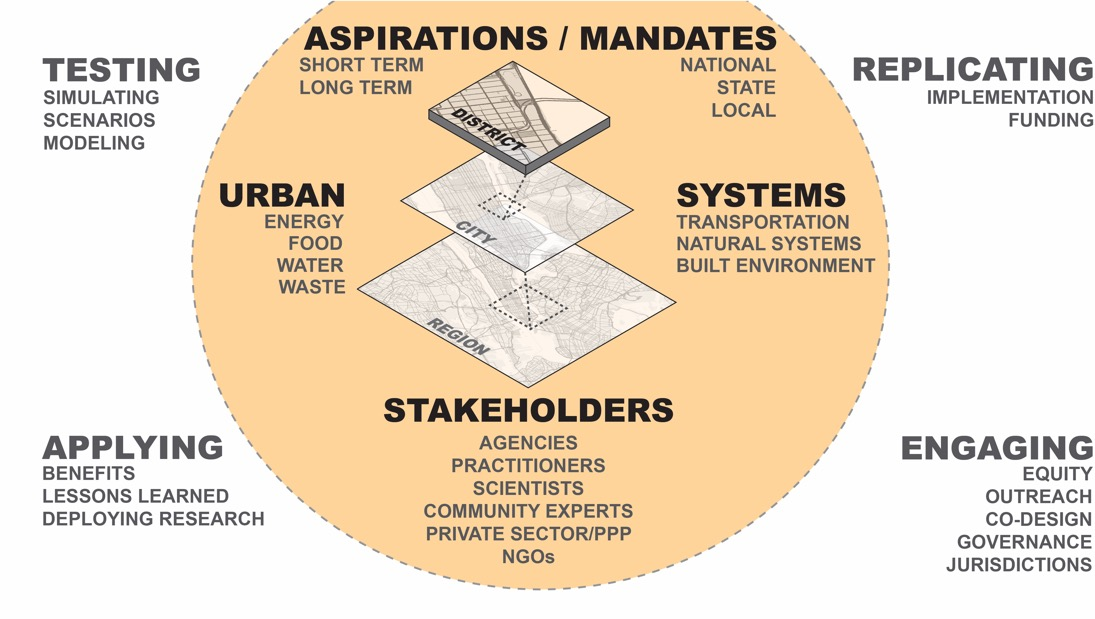 ASPIRATIONS / MANDATES
SHORT TERM
LONG TERM
NATIONAL
STATE
LOCAL
TESTING
SIMULATING
SCENARIOS
MODELING
REPLICATING
IMPLEMENTATION
FUNDING
DISTRICT
URBAN
ENERGY
FOOD
WATER
WASTE
CITY
SYSTEMS
TRANSPORTATION
NATURAL SYSTEMS
BUILT ENVIRONMENT
REGION
STAKEHOLDERS
AGENCIES
PRACTITIONERS
SCIENTISTS
COMMUNITY EXPERTS
PRIVATE SECTOR/PPP
NGOs
APPLYING
BENEFITS
LESSONS LEARNED
DEPLOYING RESEARCH
ENGAGING
EQUITY
OUTREACH
CO-DESIGN
GOVERNANCE
JURISDICTIONS